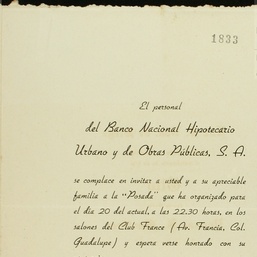 1833
El personal
del Banco Nacional Hipotecario
Urbano y de Obras Públicas, S. A.
se complace en invitar a usted y a su apreciable
familia a la "Posada" que ha organizado para
el día 20 del actual, a las 22.30 horas, en los
salones del Club France (Av. Francia, Col.
Guadalupe) y espera verse honrado con su